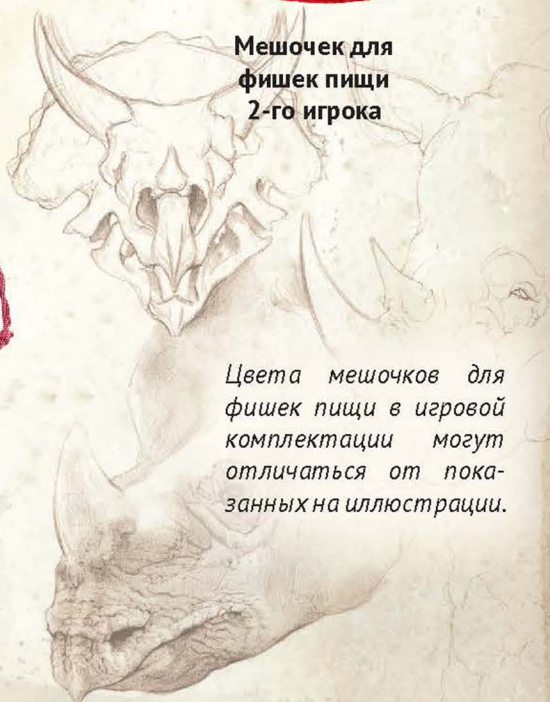 Мешочек для
фишек пищи
2-го игрока
Цвета мешочков для
фишек пищи в игровой
комплектации могут
отличаться от пока-
занных на иллюстрации.